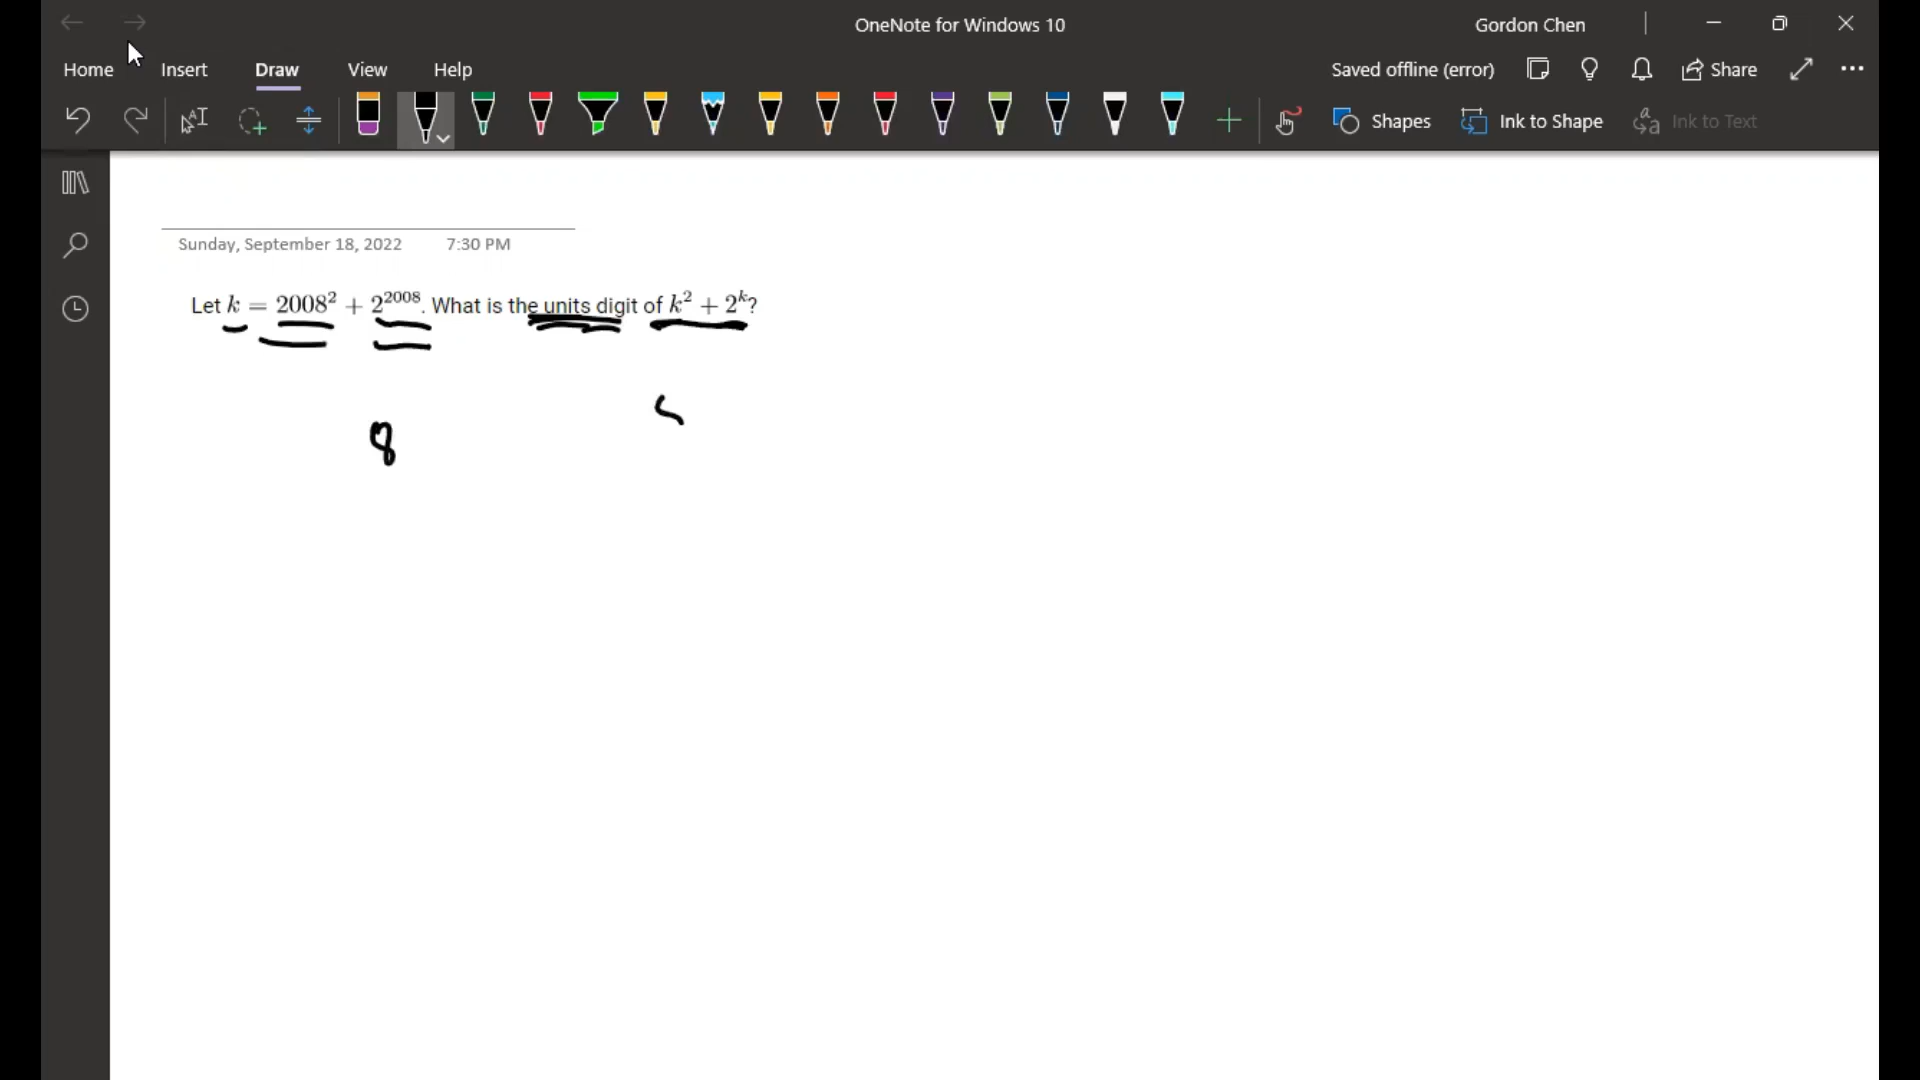 OneNote for Windows 10
Gordon Chen
Home Insert Draw View Help
Saved offline (error)
Share
Shapes
Ink to Shape
Ink to Text
Sunday, September 18, 2022 7:30 PM
Let k = 2008² + 2²⁰⁰⁸. What is the units digit of k² + 2ᵏ?
8